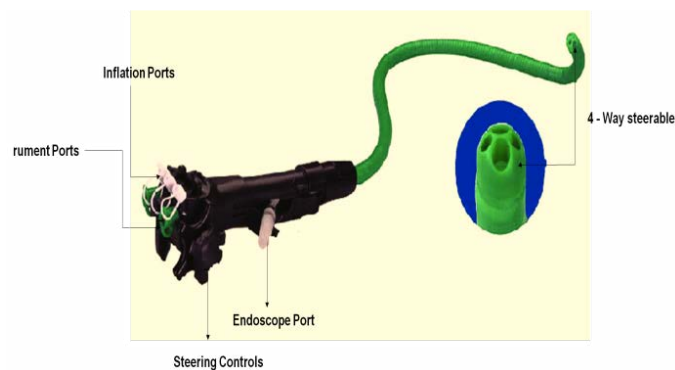 Inflation Ports
4 - Way steerable
rument Ports
Endoscope Port
Steering Controls